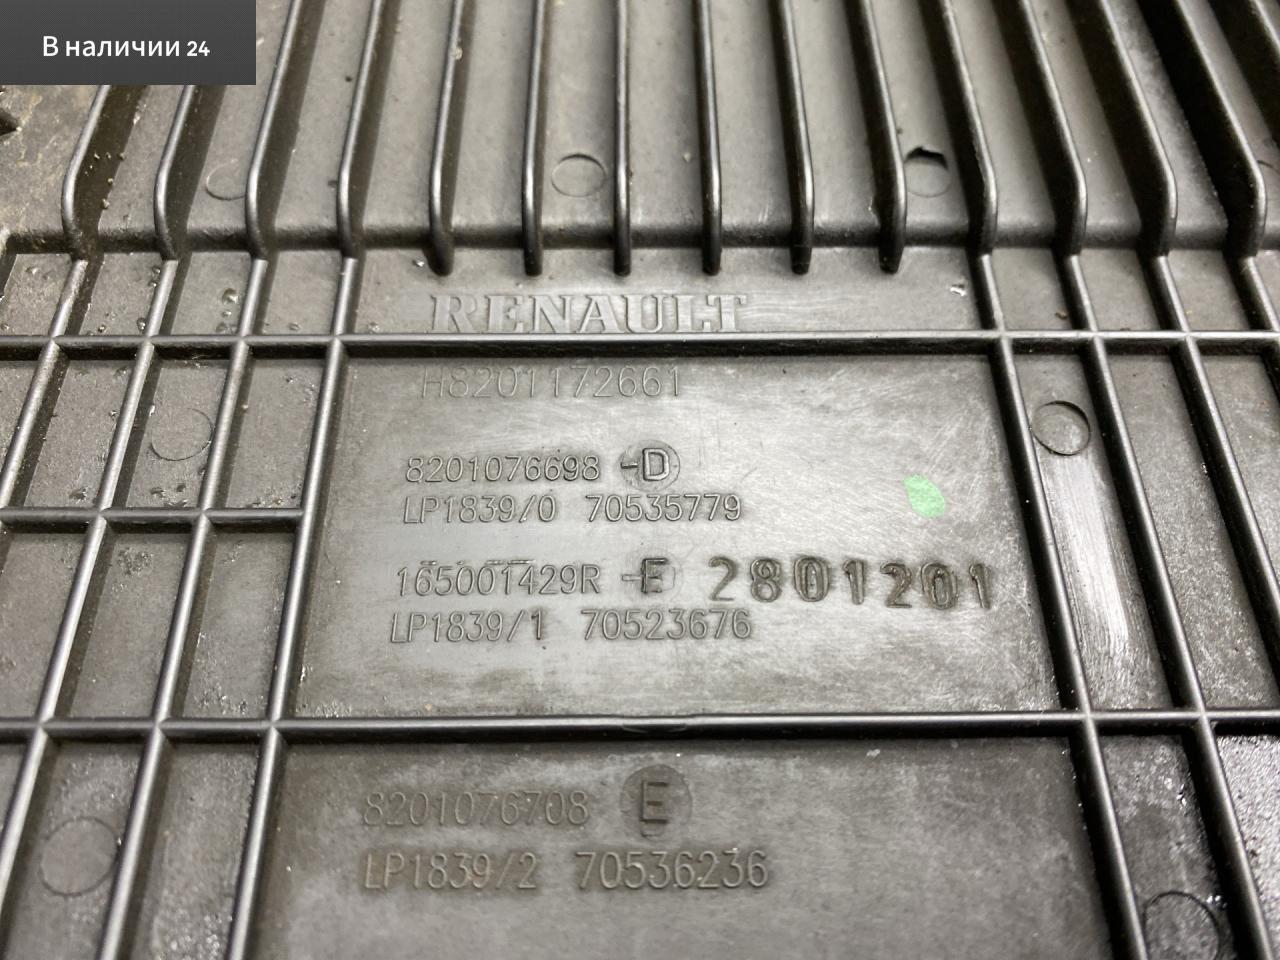 В наличии 24
RENAULT
H8201172661
8201076698 -D
LP1839/0 70535779
165001429R -E 2801201
LP1839/1 70523676
8201076708 E
LP1839/2 70536236